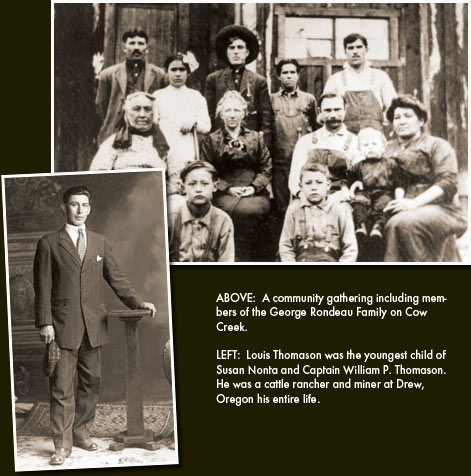 ABOVE:  A community gathering including mem-
bers of the George Rondeau Family on Cow
Creek.
LEFT:  Louis Thomason was the youngest child of
Susan Nonta and Captain William P. Thomason.
He was a cattle rancher and miner at Drew,
Oregon his entire life.